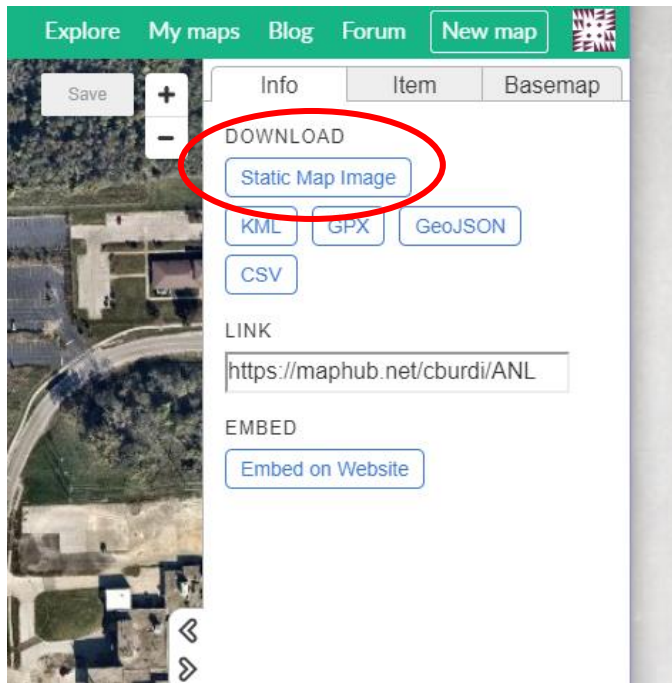 Explore My maps Blog Forum New map
Save + Info Item Basemap
−
DOWNLOAD
Static Map Image
KML GPX GeoJSON
CSV
LINK
https://maphub.net/cburdi/ANL
EMBED
Embed on Website